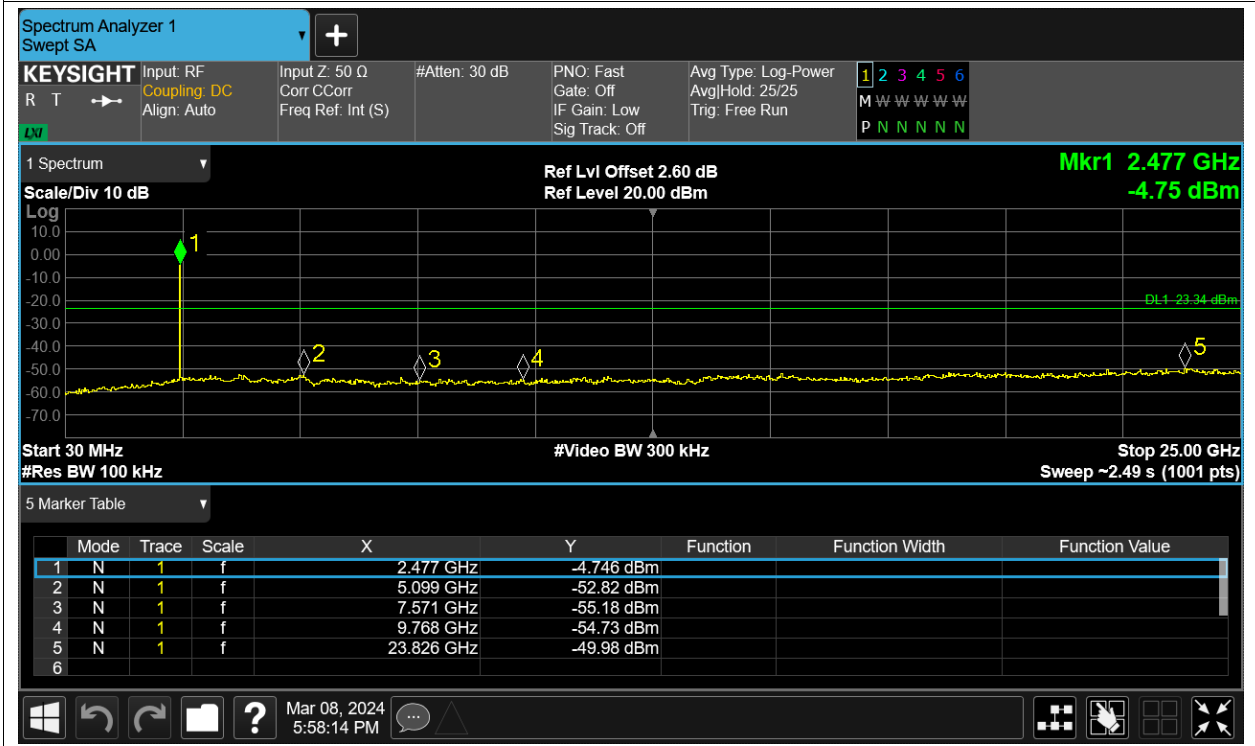 Spectrum Analyzer 1
Swept SA
+
KEYSIGHT
R T
LXI
Input: RF
Coupling: DC
Align: Auto
Input Z: 50 Ω
Corr CCorr
Freq Ref: Int (S)
#Atten: 30 dB
PNO: Fast
Gate: Off
IF Gain: Low
Sig Track: Off
Avg Type: Log-Power
Avg|Hold: 25/25
Trig: Free Run
1 2 3 4 5 6
M W W W W W
P N N N N N
1 Spectrum
Scale/Div 10 dB
Ref Lvl Offset 2.60 dB
Ref Level 20.00 dBm
Mkr1 2.477 GHz
-4.75 dBm
Log
10.0
0.00
-10.0
-20.0
-30.0
-40.0
-50.0
-60.0
-70.0
1
2
3
4
5
DL1 -23.34 dBm
Start 30 MHz
#Res BW 100 kHz
#Video BW 300 kHz
Stop 25.00 GHz
Sweep ~2.49 s (1001 pts)
5 Marker Table
Mode Trace Scale X Y Function Function Width Function Value
1 N 1 f 2.477 GHz -4.746 dBm
2 N 1 f 5.099 GHz -52.82 dBm
3 N 1 f 7.571 GHz -55.18 dBm
4 N 1 f 9.768 GHz -54.73 dBm
5 N 1 f 23.826 GHz -49.98 dBm
6
?
Mar 08, 2024
5:58:14 PM